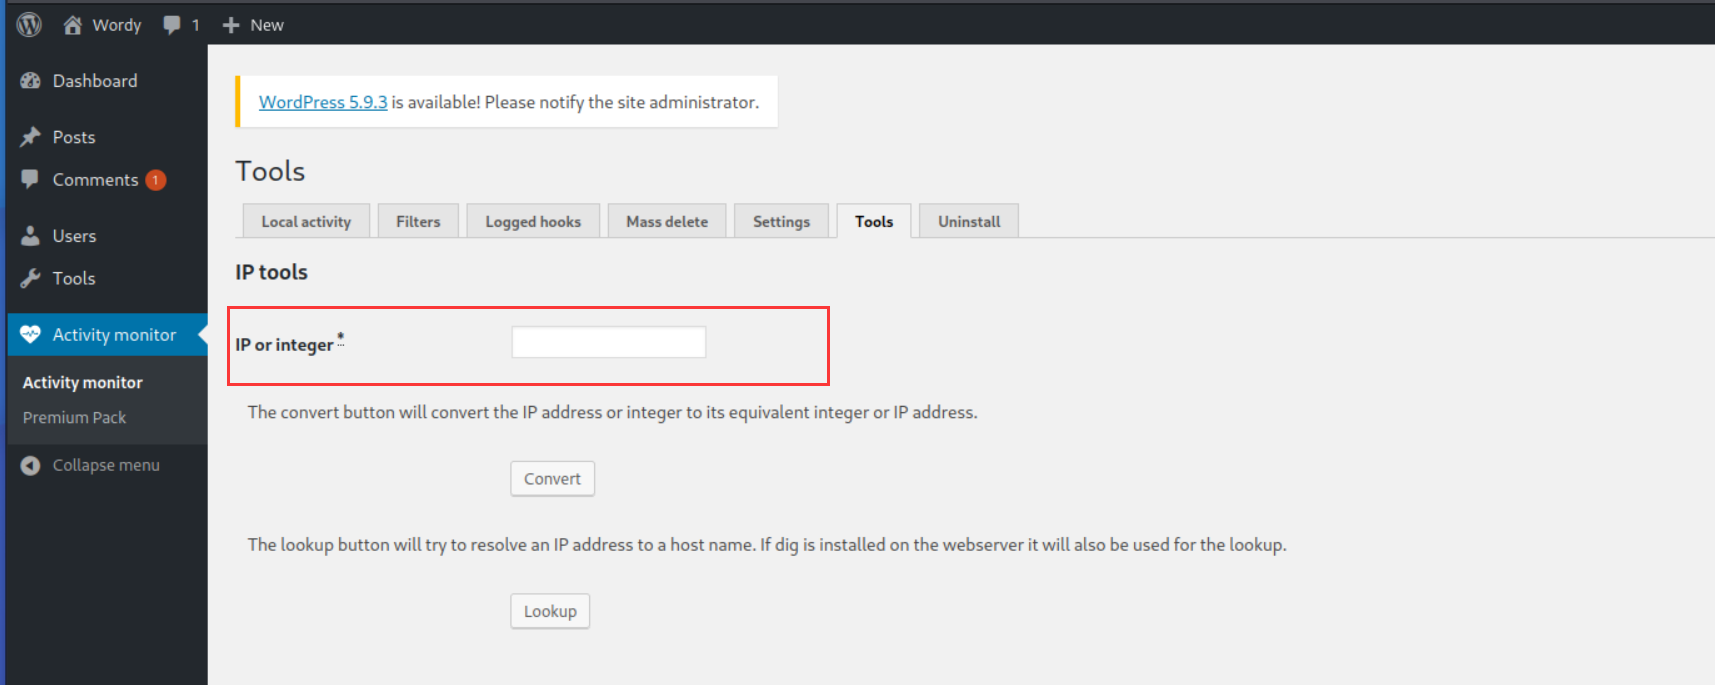 Wordy 1 New
Dashboard
WordPress 5.9.3 is available! Please notify the site administrator.
Posts
Comments 1
Users
Tools
Activity monitor
Activity monitor
Premium Pack
Collapse menu
Tools
Local activity Filters Logged hooks Mass delete Settings Tools Uninstall
IP tools
IP or integer *
The convert button will convert the IP address or integer to its equivalent integer or IP address.
Convert
The lookup button will try to resolve an IP address to a host name. If dig is installed on the webserver it will also be used for the lookup.
Lookup